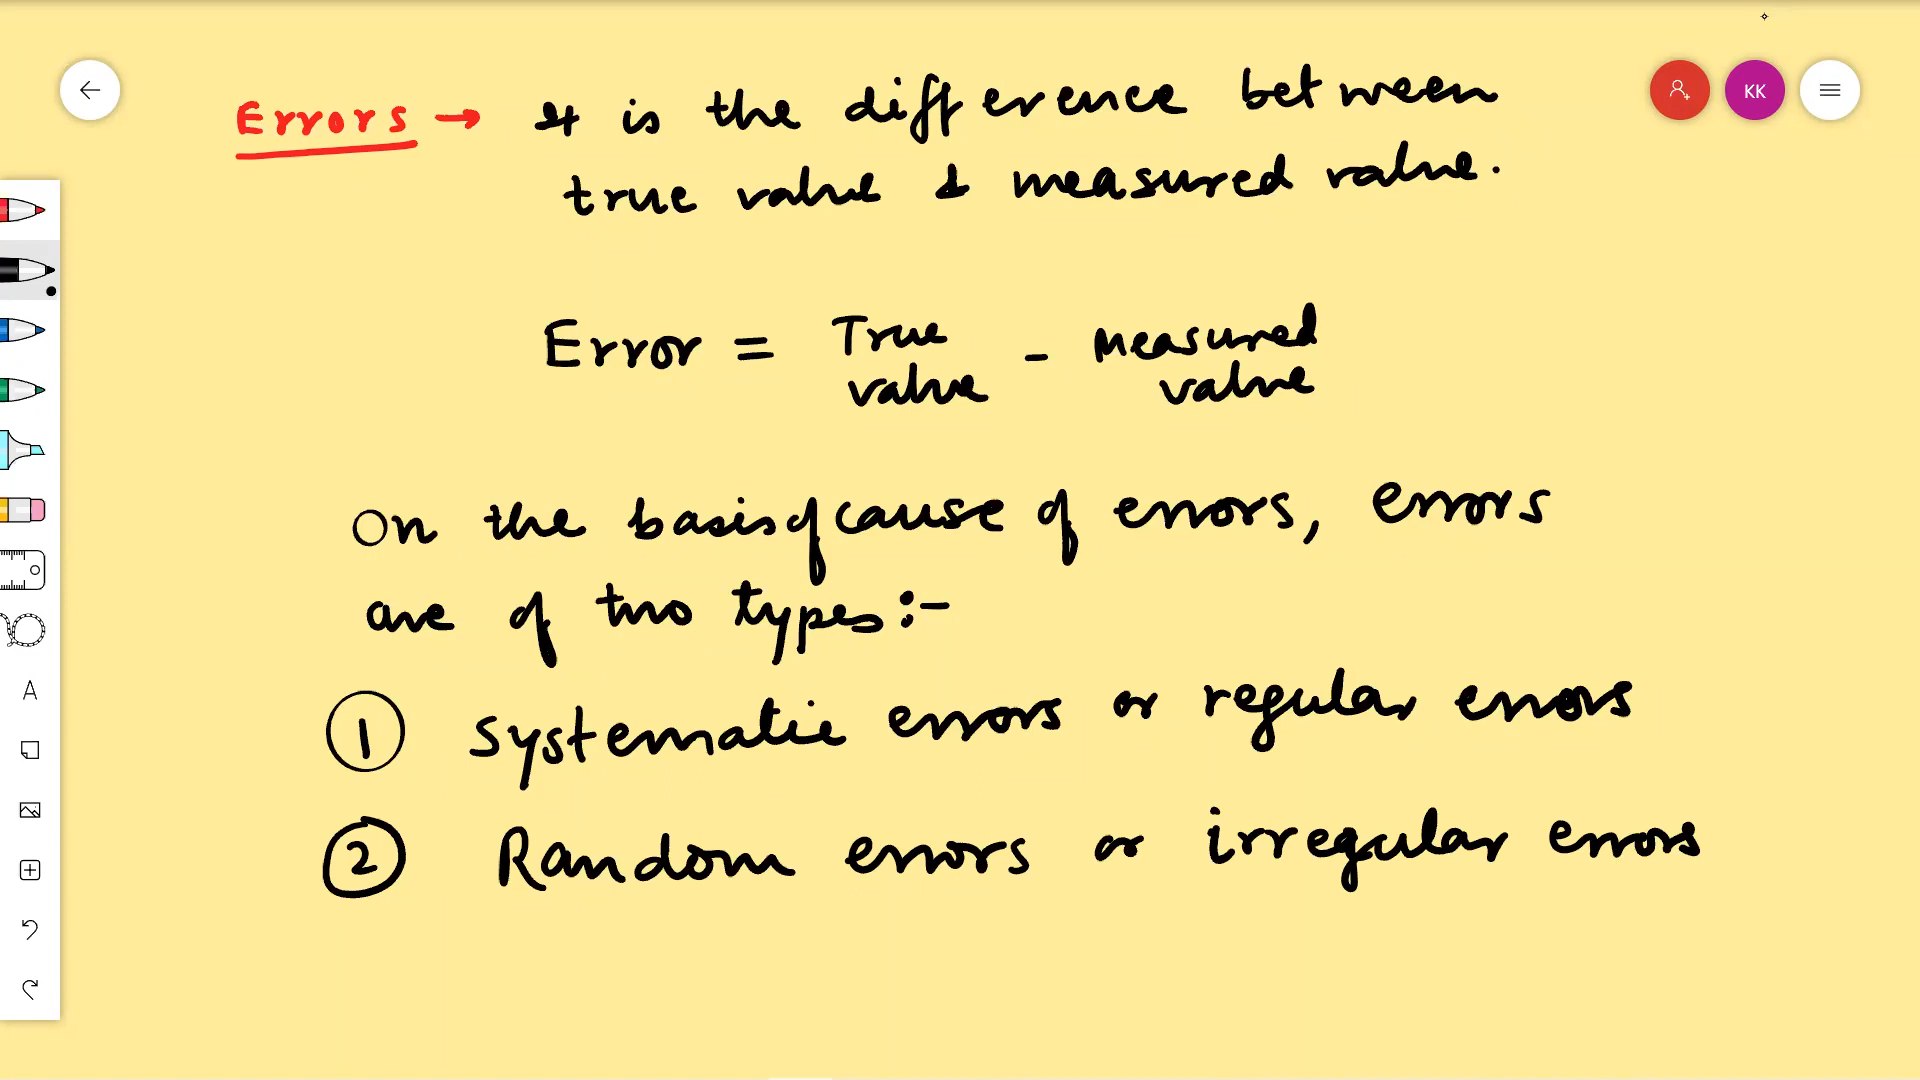 KK
Errors → It is the difference between
true value & measured value.
Error = True value - Measured value
On the basis of cause of errors, errors
are of two types:-
① Systematic errors or regular errors
② Random errors or irregular errors
A